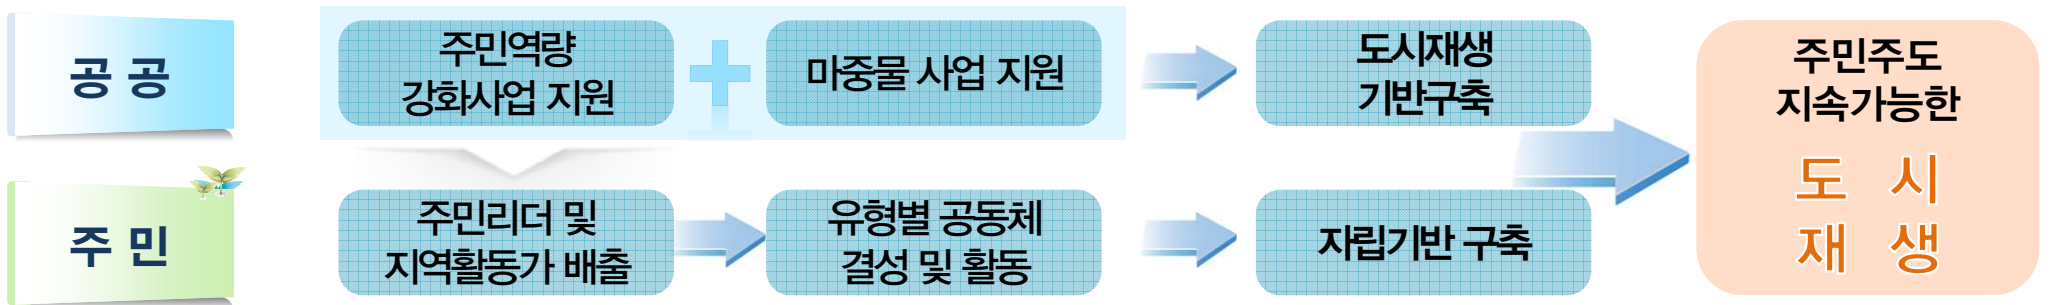 공 공
주민역량
강화사업 지원
마중물 사업 지원
도시재생
기반구축
주 민
주민리더 및
지역활동가 배출
유형별 공동체
결성 및 활동
자립기반 구축
주민주도
지속가능한
도 시
재 생